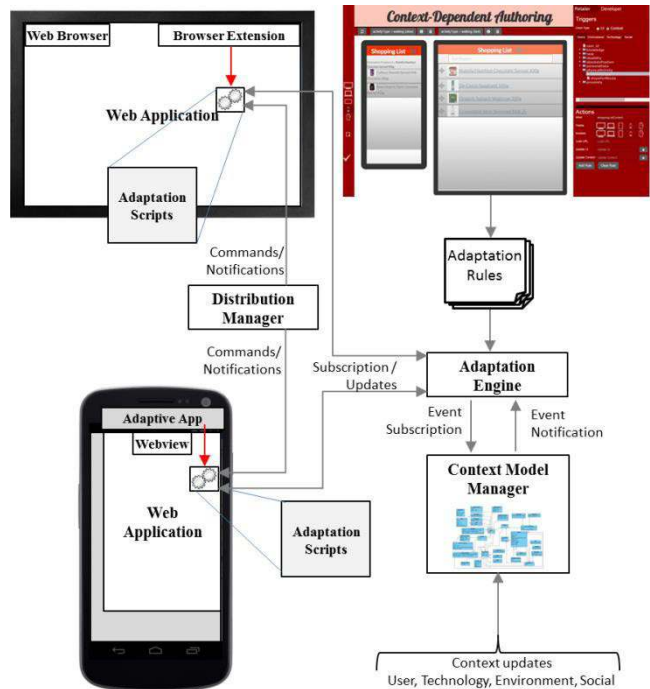 Web Browser
Browser Extension
Web Application
Adaptation
Scripts
Context-Dependent Authoring
Shopping List
Shopping List
Triggers
Actions
Commands/
Notifications
Distribution
Manager
Commands/
Notifications
Adaptation
Rules
Subscription /
Updates
Adaptation
Engine
Event
Subscription
Event
Notification
Context Model
Manager
Adaptive App
Webview
Web
Application
Adaptation
Scripts
Context updates
User, Technology, Environment, Social